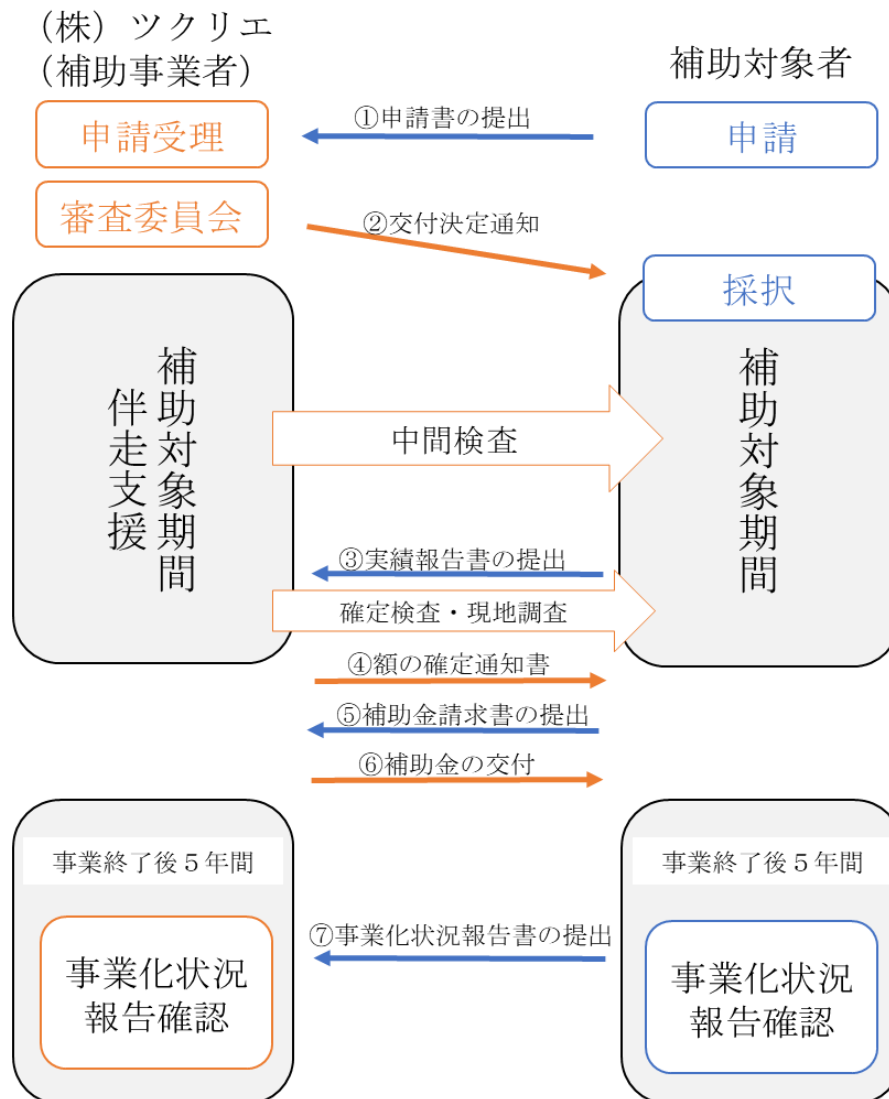 （株）ツクリエ
（補助事業者）
補助対象者
申請受理
①申請書の提出
申請
審査委員会
②交付決定通知
採択
補助対象期間
伴走支援
中間検査
補助対象期間
③実績報告書の提出
確定検査・現地調査
④額の確定通知書
⑤補助金請求書の提出
⑥補助金の交付
事業終了後５年間
事業終了後５年間
⑦事業化状況報告書の提出
事業化状況
報告確認
事業化状況
報告確認